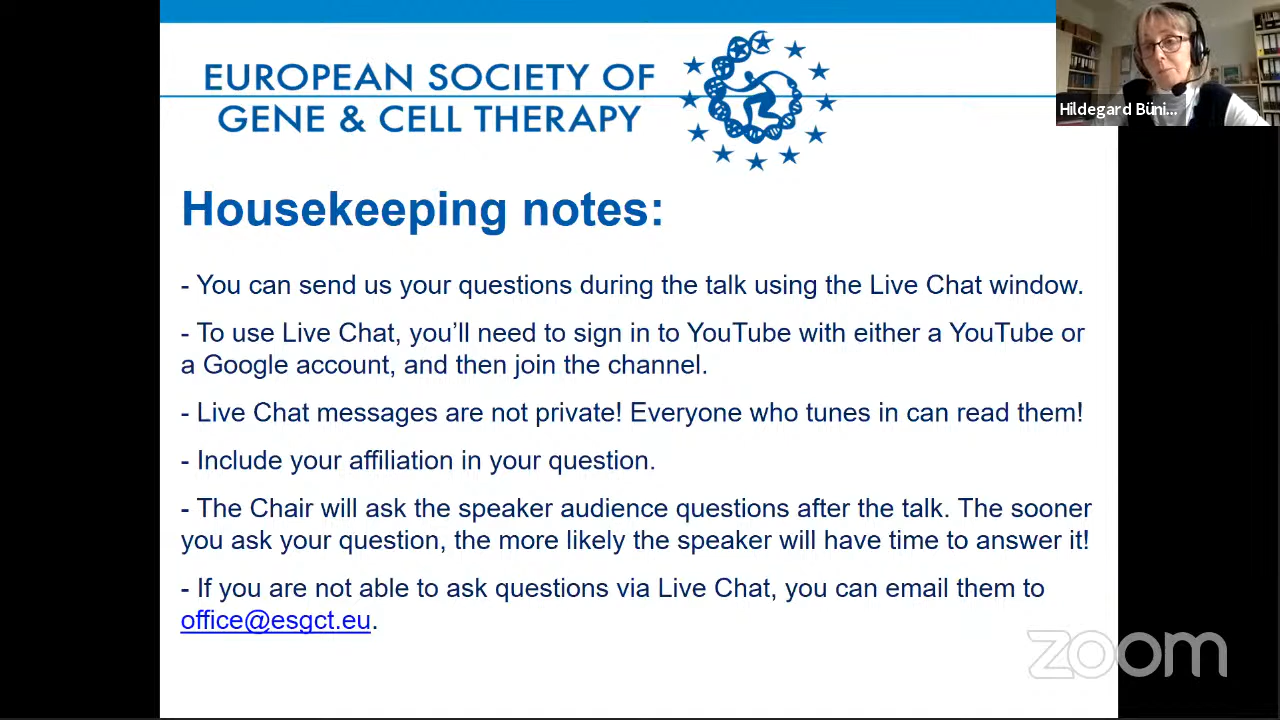 EUROPEAN SOCIETY OF
GENE & CELL THERAPY
Hildegard Büni...
Housekeeping notes:
- You can send us your questions during the talk using the Live Chat window.
- To use Live Chat, you’ll need to sign in to YouTube with either a YouTube or
a Google account, and then join the channel.
- Live Chat messages are not private! Everyone who tunes in can read them!
- Include your affiliation in your question.
- The Chair will ask the speaker audience questions after the talk. The sooner
you ask your question, the more likely the speaker will have time to answer it!
- If you are not able to ask questions via Live Chat, you can email them to
office@esgct.eu.
zoom